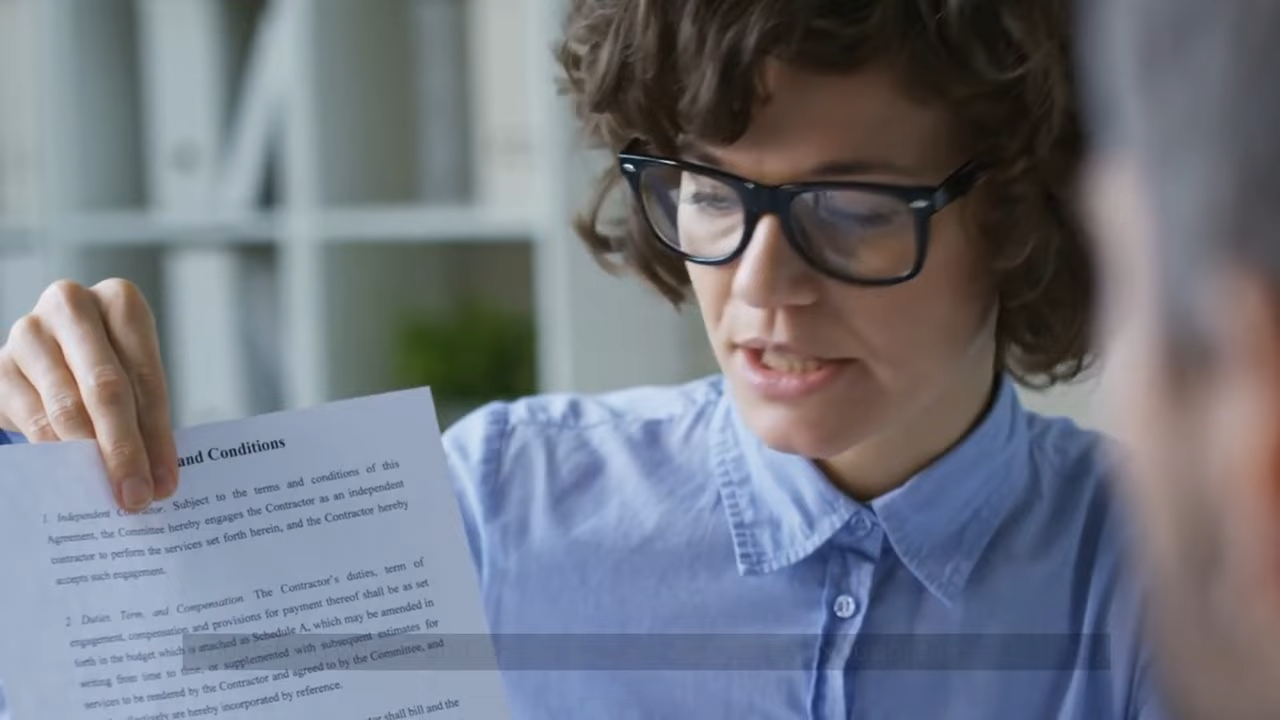 and Conditions
1. Independent Contractor. Subject to the terms and conditions of this
Agreement, the Committee hereby engages the Contractor as an independent
contractor to perform the services set forth herein, and the Contractor hereby
accepts such engagement.
2. Duties, Term, and Compensation. The Contractor's duties, term of
engagement, compensation and provisions for payment thereof shall be as set
forth in the budget which is attached as Schedule A, which may be amended in
writing from time to time, or supplemented with subsequent estimates for
services to be rendered by the Contractor and agreed to by the Committee, and
are hereby incorporated by reference.
shall bill and the